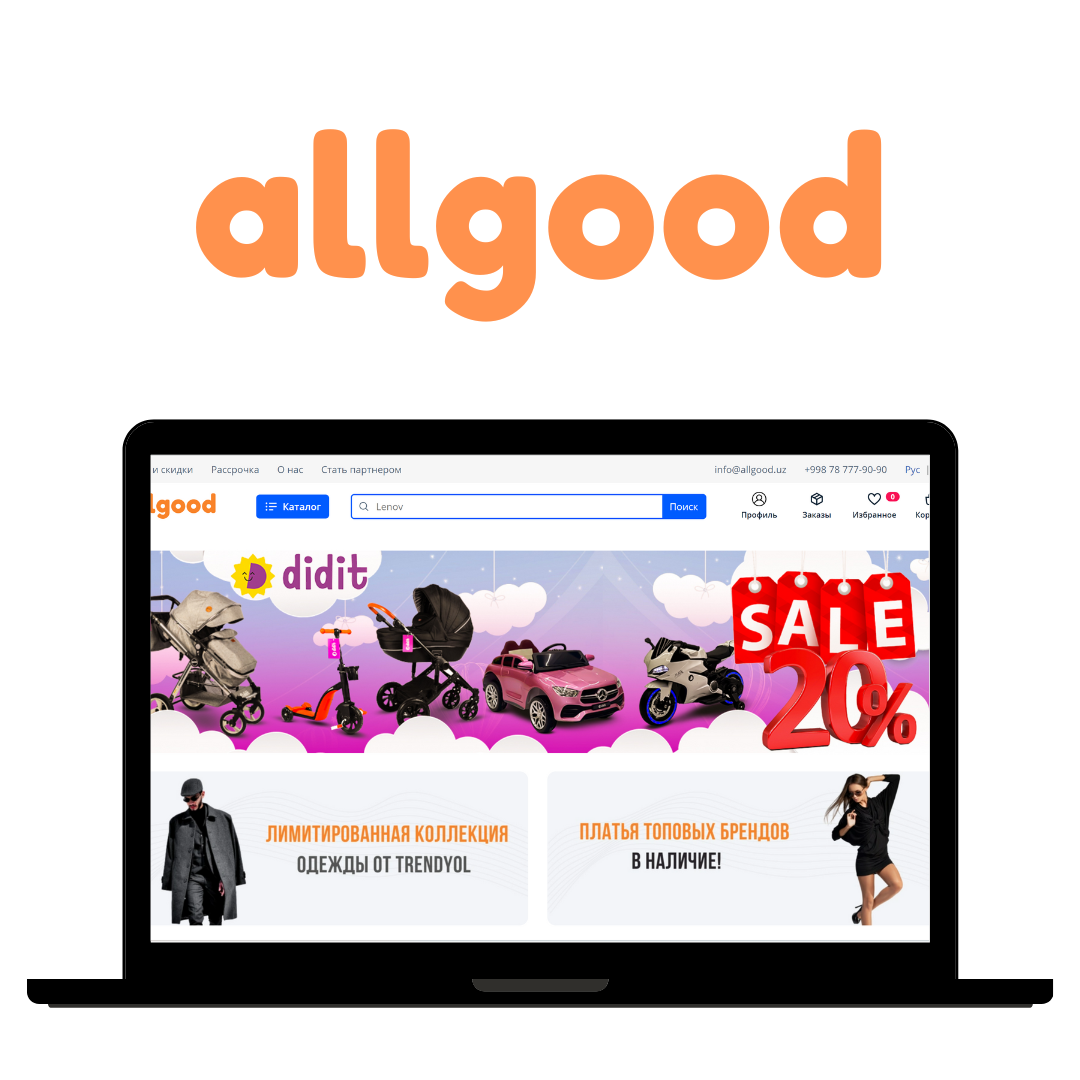 allgood
и скидки Рассрочка О нас Стать партнером info@allgood.uz +998 78 777-90-90 Рус |
lgood Каталог Lenov Поиск 0
Профиль Заказы Избранное Кор
didit
SALE
20%
ЛИМИТИРОВАННАЯ КОЛЛЕКЦИЯ
ОДЕЖДЫ ОТ TRENDYOL
ПЛАТЬЯ ТОПОВЫХ БРЕНДОВ
В НАЛИЧИЕ!